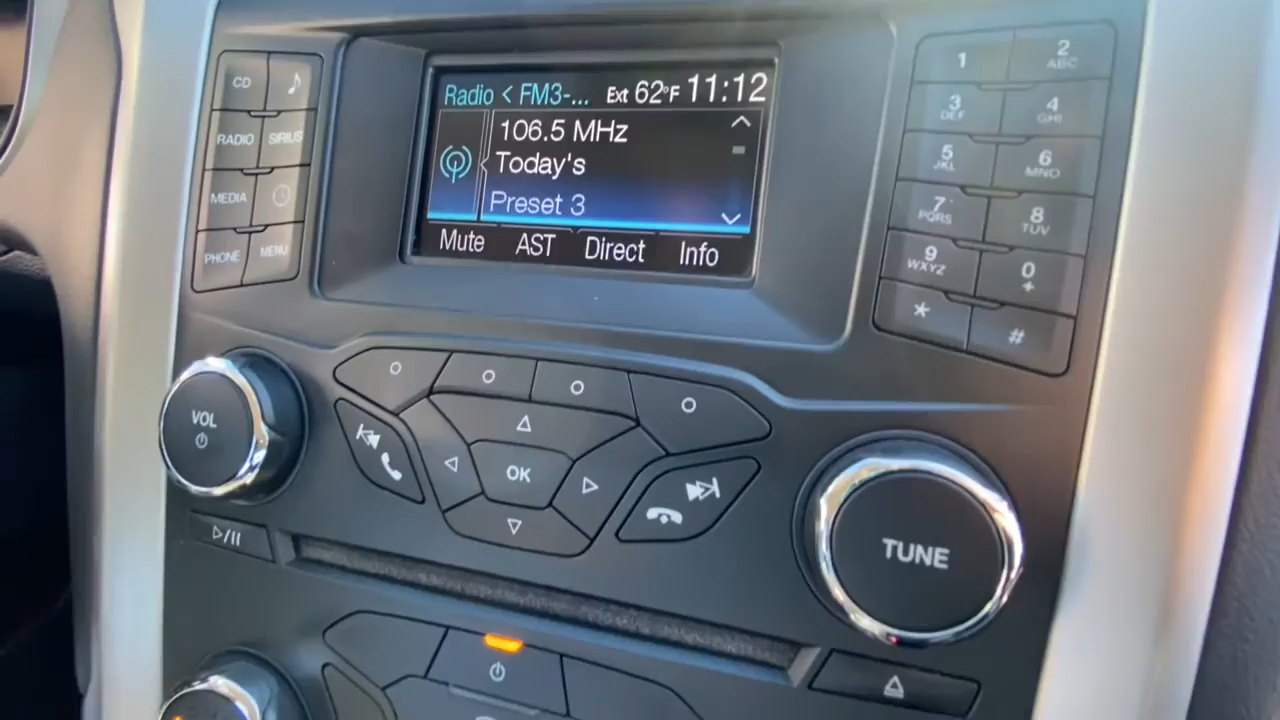 Radio < FM3-... Ext 62°F 11:12
106.5 MHz
Today's
Preset 3
Mute AST Direct Info
CD
RADIO SIRIUS
MEDIA
PHONE MENU
1 2 ABC
3 DEF 4 GHI
5 JKL 6 MNO
7 PQRS 8 TUV
9 WXYZ 0 +
* #
VOL
OK
TUNE